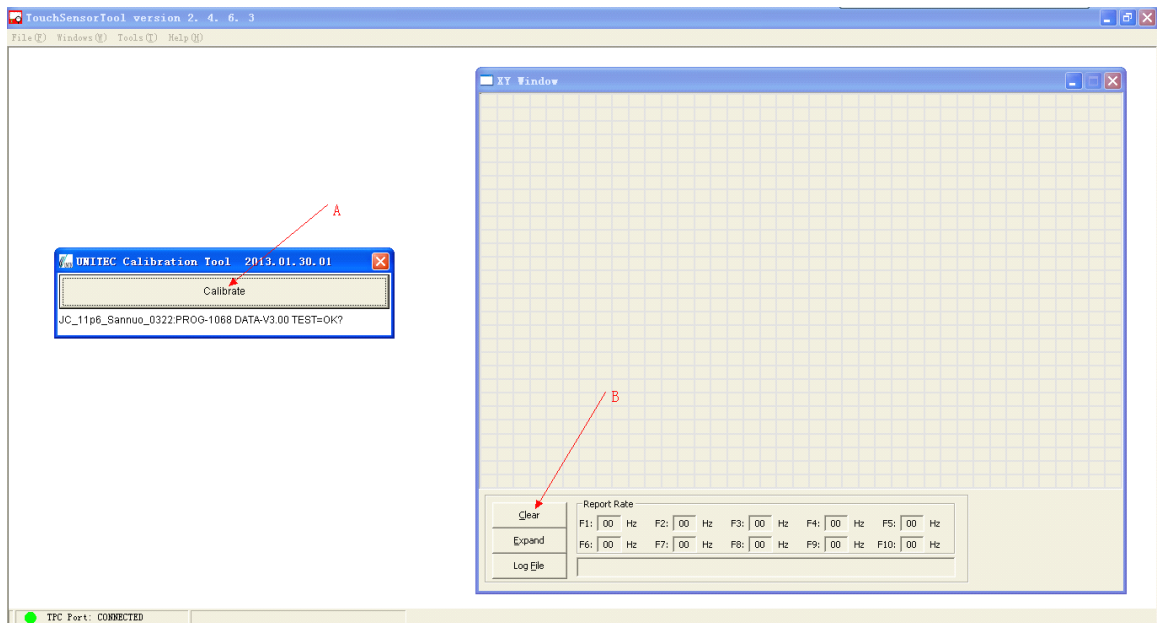 TouchSensorTool version 2. 4. 6. 3
File(F) Windows(W) Tools(T) Help(H)
XY Window
A
UNITEC Calibration Tool 2013.01.30.01
Calibrate
JC_11p6_Sannuo_0322:PROG-1068 DATA-V3.00 TEST=OK?
B
Clear
Expand
Log File
Report Rate
F1: 00 Hz F2: 00 Hz F3: 00 Hz F4: 00 Hz F5: 00 Hz
F6: 00 Hz F7: 00 Hz F8: 00 Hz F9: 00 Hz F10: 00 Hz
TPC Port: CONNECTED